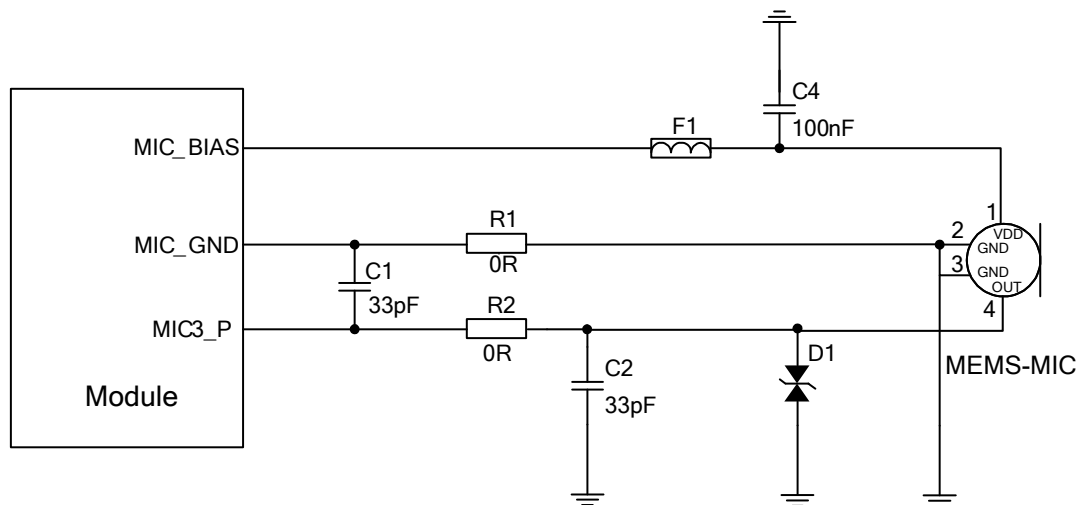 C4
100nF
F1
MIC_BIAS
R1
1
2
VDD
MIC_GND
GND
0R
C1
3
GND
33pF
R2
OUT
4
MIC3_P
0R
D1
C2
MEMS-MIC
33pF
Module